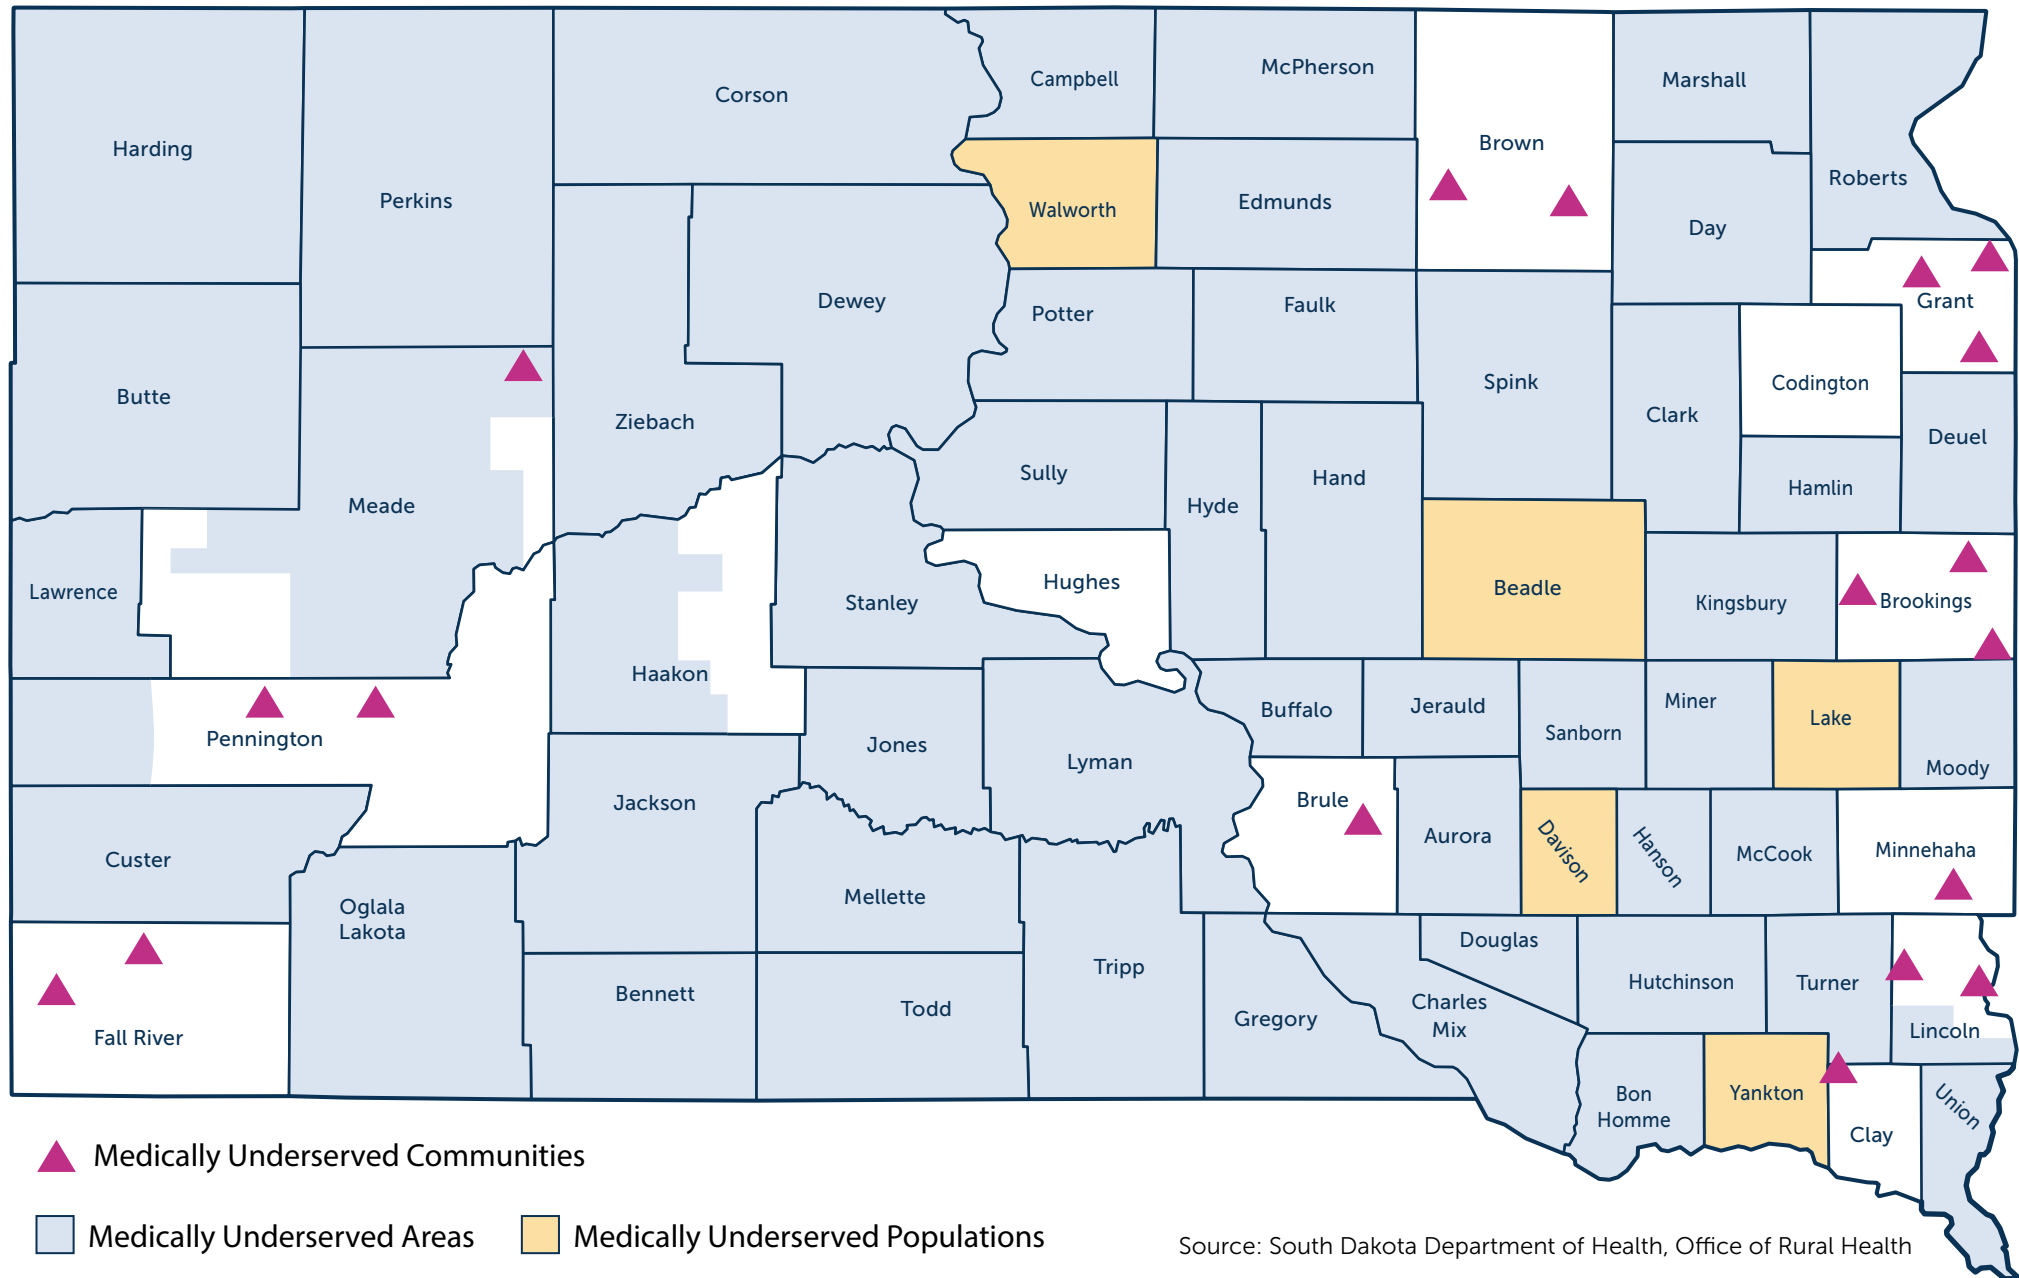 Harding
Perkins
Corson
Campbell
McPherson
Brown
Marshall
Roberts
Walworth
Edmunds
Day
Grant
Butte
Dewey
Potter
Faulk
Spink
Clark
Codington
Deuel
Hamlin
Meade
Ziebach
Sully
Hyde
Hand
Lawrence
Haakon
Stanley
Hughes
Beadle
Kingsbury
Brookings
Pennington
Jones
Lyman
Buffalo
Jerauld
Sanborn
Miner
Lake
Moody
Custer
Jackson
Mellette
Brule
Aurora
Davison
Hanson
McCook
Minnehaha
Oglala
Lakota
Fall River
Bennett
Todd
Tripp
Gregory
Charles
Mix
Douglas
Hutchinson
Turner
Lincoln
Bon
Homme
Yankton
Clay
Union
Medically Underserved Communities
Medically Underserved Areas
Medically Underserved Populations
Source: South Dakota Department of Health, Office of Rural Health